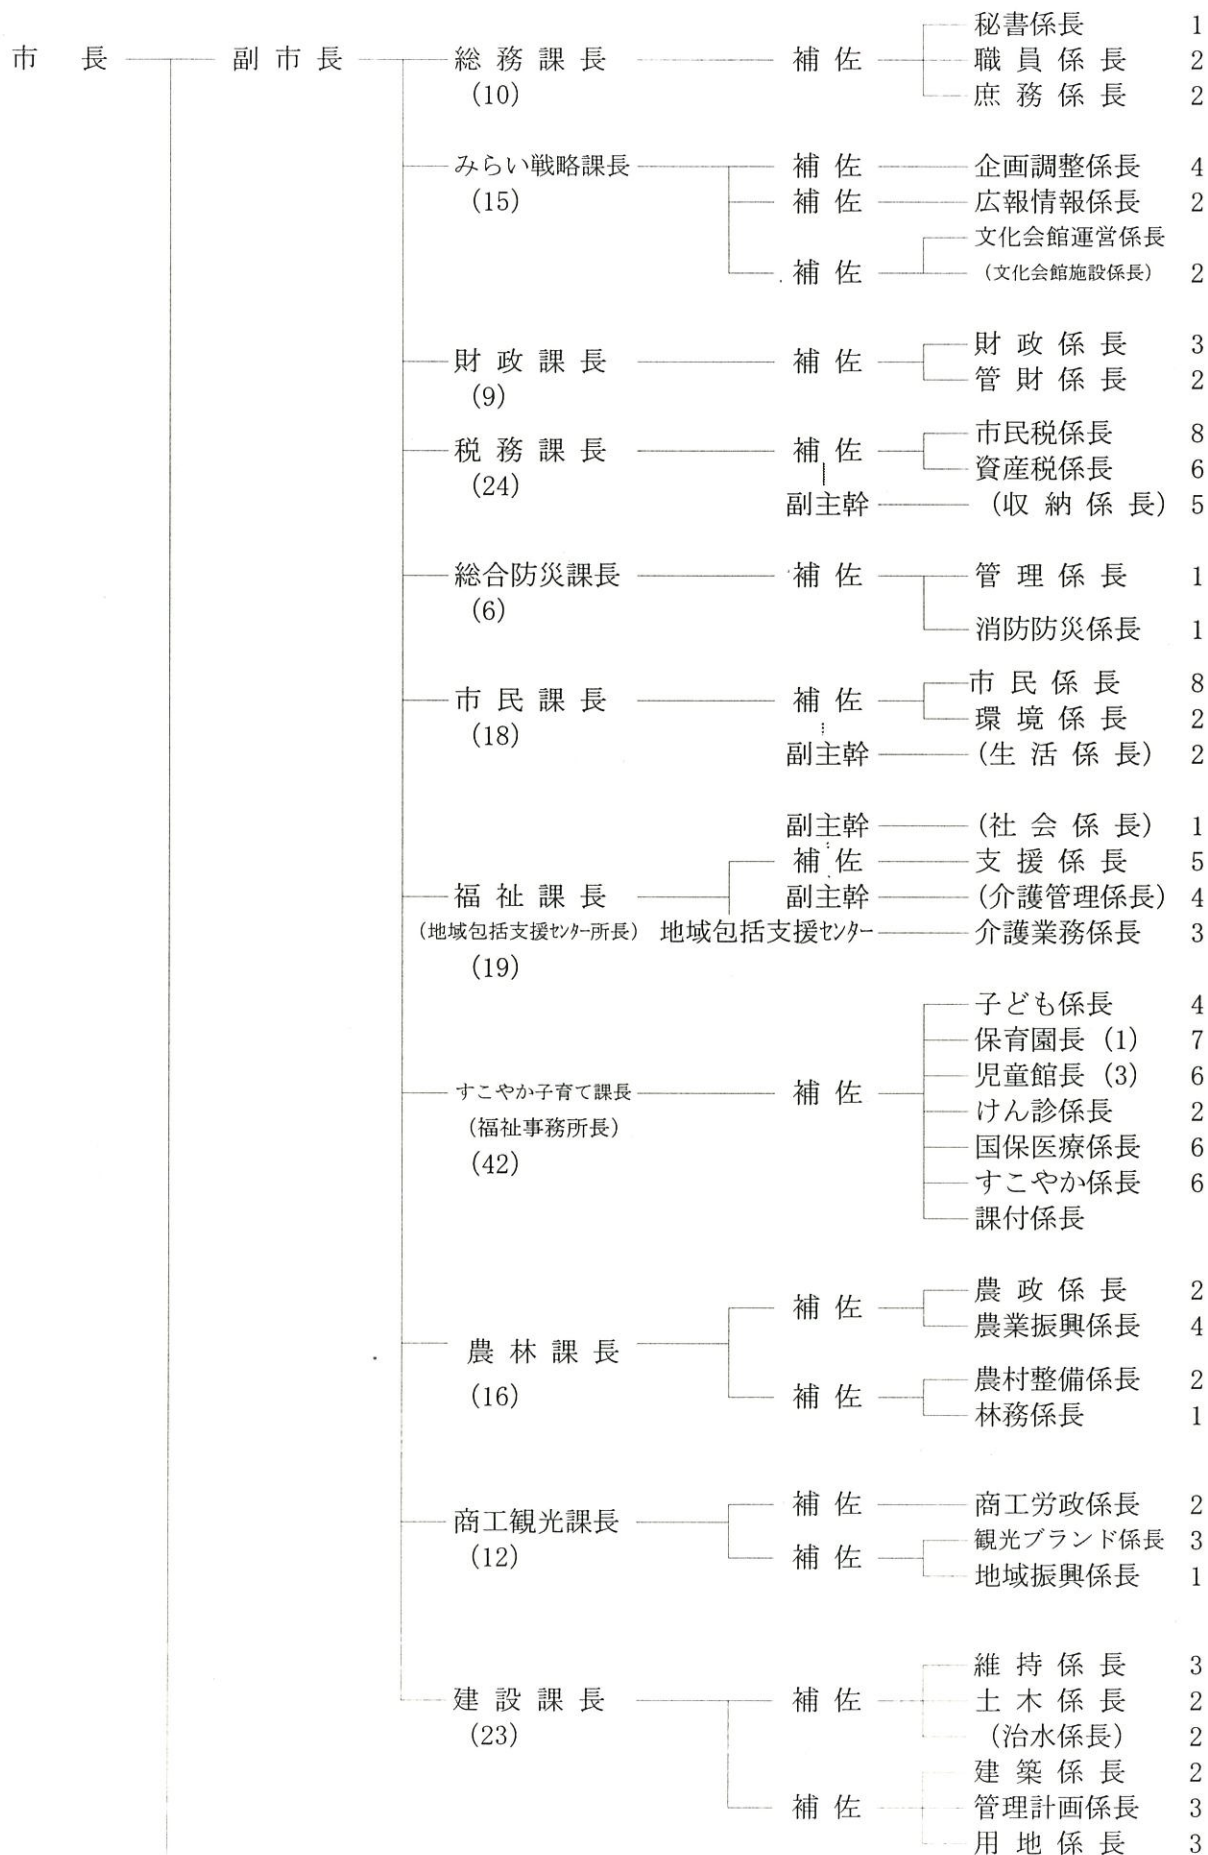 秘書係長 1
市長 副市長 総務課長 補佐 職員係長 2
(10) 庶務係長 2
みらい戦略課長 補佐 企画調整係長 4
(15) 補佐 広報情報係長 2
文化会館運営係長
補佐 (文化会館施設係長) 2
財政係長 3
財政課長 補佐
(9) 管財係長 2
市民税係長 8
税務課長 補佐
(24) 資産税係長 6
副主幹 (収納係長) 5
総合防災課長 補佐 管理係長 1
(6)
消防防災係長 1
市民係長 8
市民課長 補佐
(18) 環境係長 2
副主幹 (生活係長) 2
副主幹 (社会係長) 1
補佐 支援係長 5
福祉課長 副主幹 (介護管理係長) 4
(地域包括支援センター所長) 地域包括支援センター 介護業務係長 3
(19)
子ども係長 4
保育園長 (1) 7
児童館長 (3) 6
すこやか子育て課長 補佐
(福祉事務所長) けん診係長 2
(42) 国保医療係長 6
すこやか係長 6
課付係長
農政係長 2
補佐
農業振興係長 4
農林課長
(16) 農村整備係長 2
補佐
林務係長 1
補佐 商工労政係長 2
商工観光課長
(12) 観光ブランド係長 3
補佐
地域振興係長 1
維持係長 3
建設課長 補佐 土木係長 2
(23) (治水係長) 2
建築係長 2
補佐 管理計画係長 3
用地係長 3